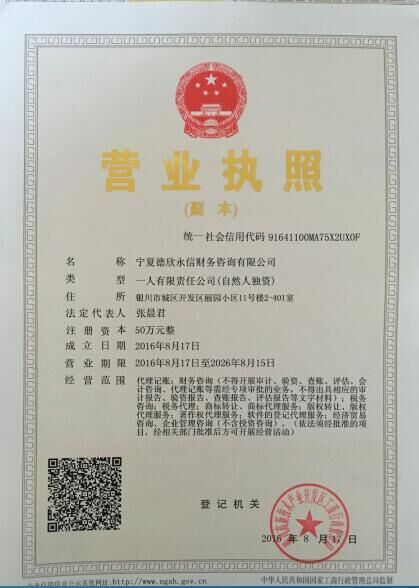 营业执照
(副本)
统一社会信用代码 91641100MA75X2UX0F
名称 宁夏德欣永信财务咨询有限公司
类型 一人有限责任公司(自然人独资)
住所 银川市城区开发区丽园小区11号楼2-401室
法定代表人 张晨君
注册资本 50万元整
成立日期 2016年8月17日
营业期限 2016年8月17日至2026年8月15日
经营范围 代理记账；财务咨询（不得开展审计、验资、查账、评估、会
计咨询、代理记账等需经专项审批的业务，不得出具相应的审
计报告、验资报告、查账报告、评估报告等文字材料）；税务
咨询；税务代理；商标转让、商标代理服务；版权转让、版权
代理服务；著作权代理服务；软件的登记代理服务；经济贸易
咨询、企业管理咨询（不含投资咨询）。（依法须经批准的项
目，经相关部门批准后方可开展经营活动）
登记机关
2016 年 8 月 17 日
企业信用信息公示系统网址：http://www.ngsh.gov.cn
中华人民共和国国家工商行政管理总局监制